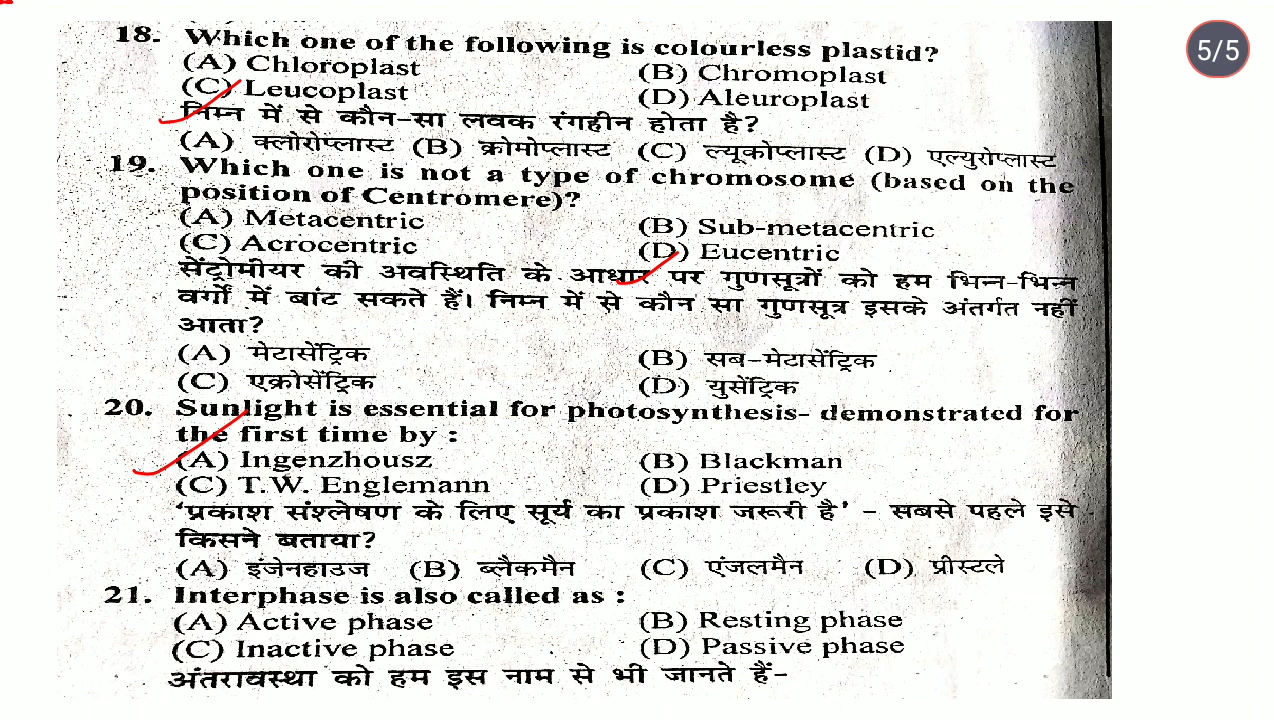 5/5
18. Which one of the following is colourless plastid?
(A) Chloroplast (B) Chromoplast
(C) Leucoplast (D) Aleuroplast
निम्न में से कौन-सा लवक रंगहीन होता है?
(A) क्लोरोप्लास्ट (B) क्रोमोप्लास्ट (C) ल्यूकोप्लास्ट (D) एल्युरोप्लास्ट
19. Which one is not a type of chromosome (based on the
position of Centromere)?
(A) Metacentric (B) Sub-metacentric
(C) Acrocentric (D) Eucentric
सेंट्रोमीयर की अवस्थिति के आधार पर गुणसूत्रों को हम भिन्न-भिन्न
वर्गों में बांट सकते हैं। निम्न में से कौन सा गुणसूत्र इसके अंतर्गत नहीं
आता?
(A) मेटासेंट्रिक (B) सब-मेटासेंट्रिक
(C) एक्रोसेंट्रिक (D) युसेंट्रिक
20. Sunlight is essential for photosynthesis- demonstrated for
the first time by :
(A) Ingenzhousz (B) Blackman
(C) T.W. Englemann (D) Priestley
‘प्रकाश संश्लेषण के लिए सूर्य का प्रकाश जरूरी है’ - सबसे पहले इसे
किसने बताया?
(A) इंजेनहाउज (B) ब्लैकमैन (C) एंजलमैन (D) प्रीस्टले
21. Interphase is also called as :
(A) Active phase (B) Resting phase
(C) Inactive phase (D) Passive phase
अंतरावस्था को हम इस नाम से भी जानते हैं-